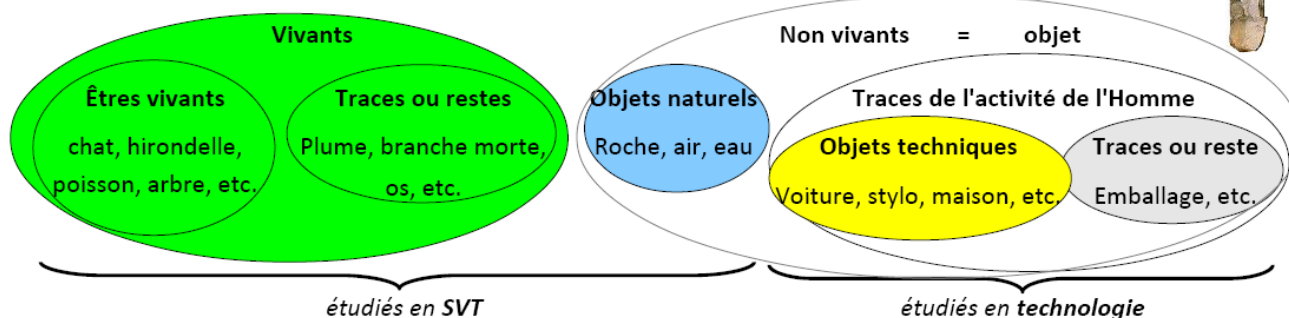 Vivants
Non vivants = objet
Êtres vivants
chat, hirondelle,
poisson, arbre, etc.
Traces ou restes
Plume, branche morte,
os, etc.
Objets naturels
Roche, air, eau
Traces de l'activité de l'Homme
Objets techniques
Voiture, stylo, maison, etc.
Traces ou reste
Emballage, etc.
étudiés en SVT
étudiés en technologie